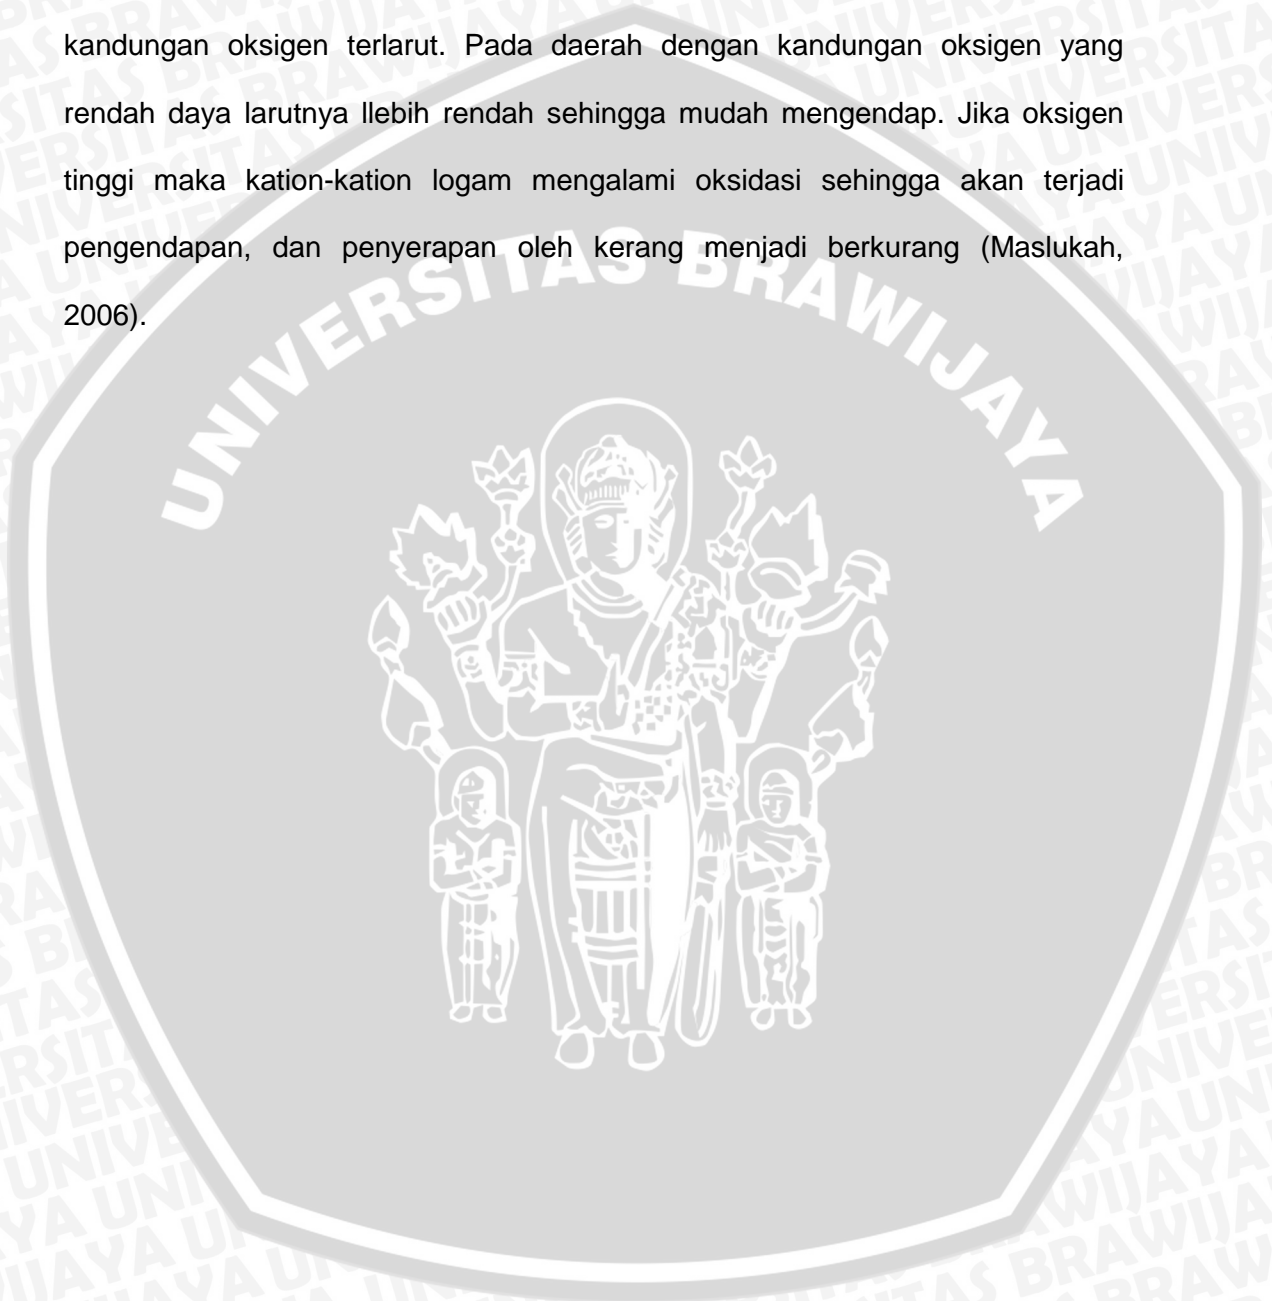 kandungan oksigen terlarut. Pada daerah dengan kandungan oksigen yang
rendah daya larutnya llebih rendah sehingga mudah mengendap. Jika oksigen
tinggi maka kation-kation logam mengalami oksidasi sehingga akan terjadi
pengendapan, dan penyerapan oleh kerang menjadi berkurang (Maslukah,
2006).
UNIVERSITAS BRAWIJAYA